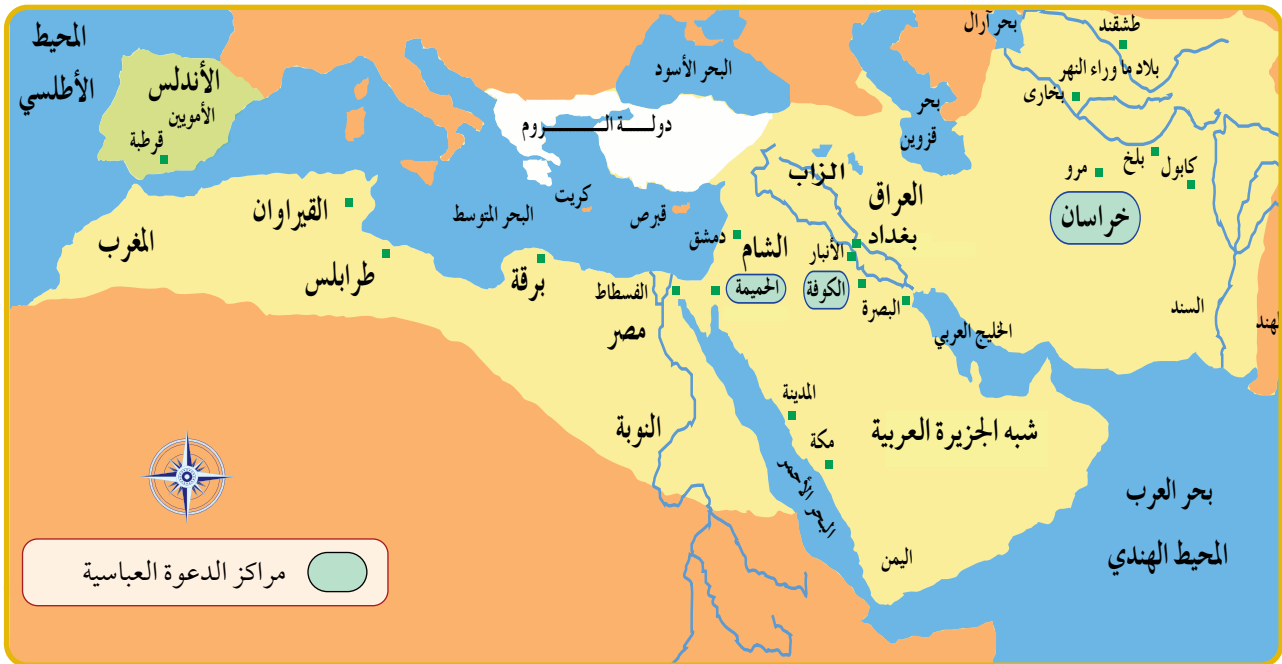 المحيط
الأطلسي
الأندلس
الأمويين
قرطبة
البحر الأسود
دولـــة الــــــــروم
بحر آرال
طشقند
بلاد ما وراء النهر
بخارى
بحر
قزوين
مرو
بلخ
كابول
خراسان
الزاب
العراق
بغداد
الأنبار
الكوفة
البصرة
دمشق
الشام
الحميمة
كريت
قبرص
البحر المتوسط
القيراوان
المغرب
طرابلس
برقة
الفسطاط
مصر
النوبة
السند
الهند
الخليج العربي
المدينة
مكة
شبه الجزيرة العربية
البحر الأحمر
اليمن
بحر العرب
المحيط الهندي
مراكز الدعوة العباسية